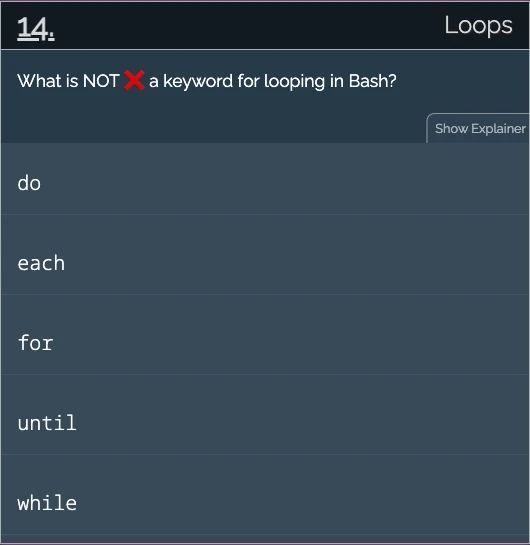 14.
Loops
What is NOT ❌ a keyword for looping in Bash?
Show Explainer
do
each
for
until
while